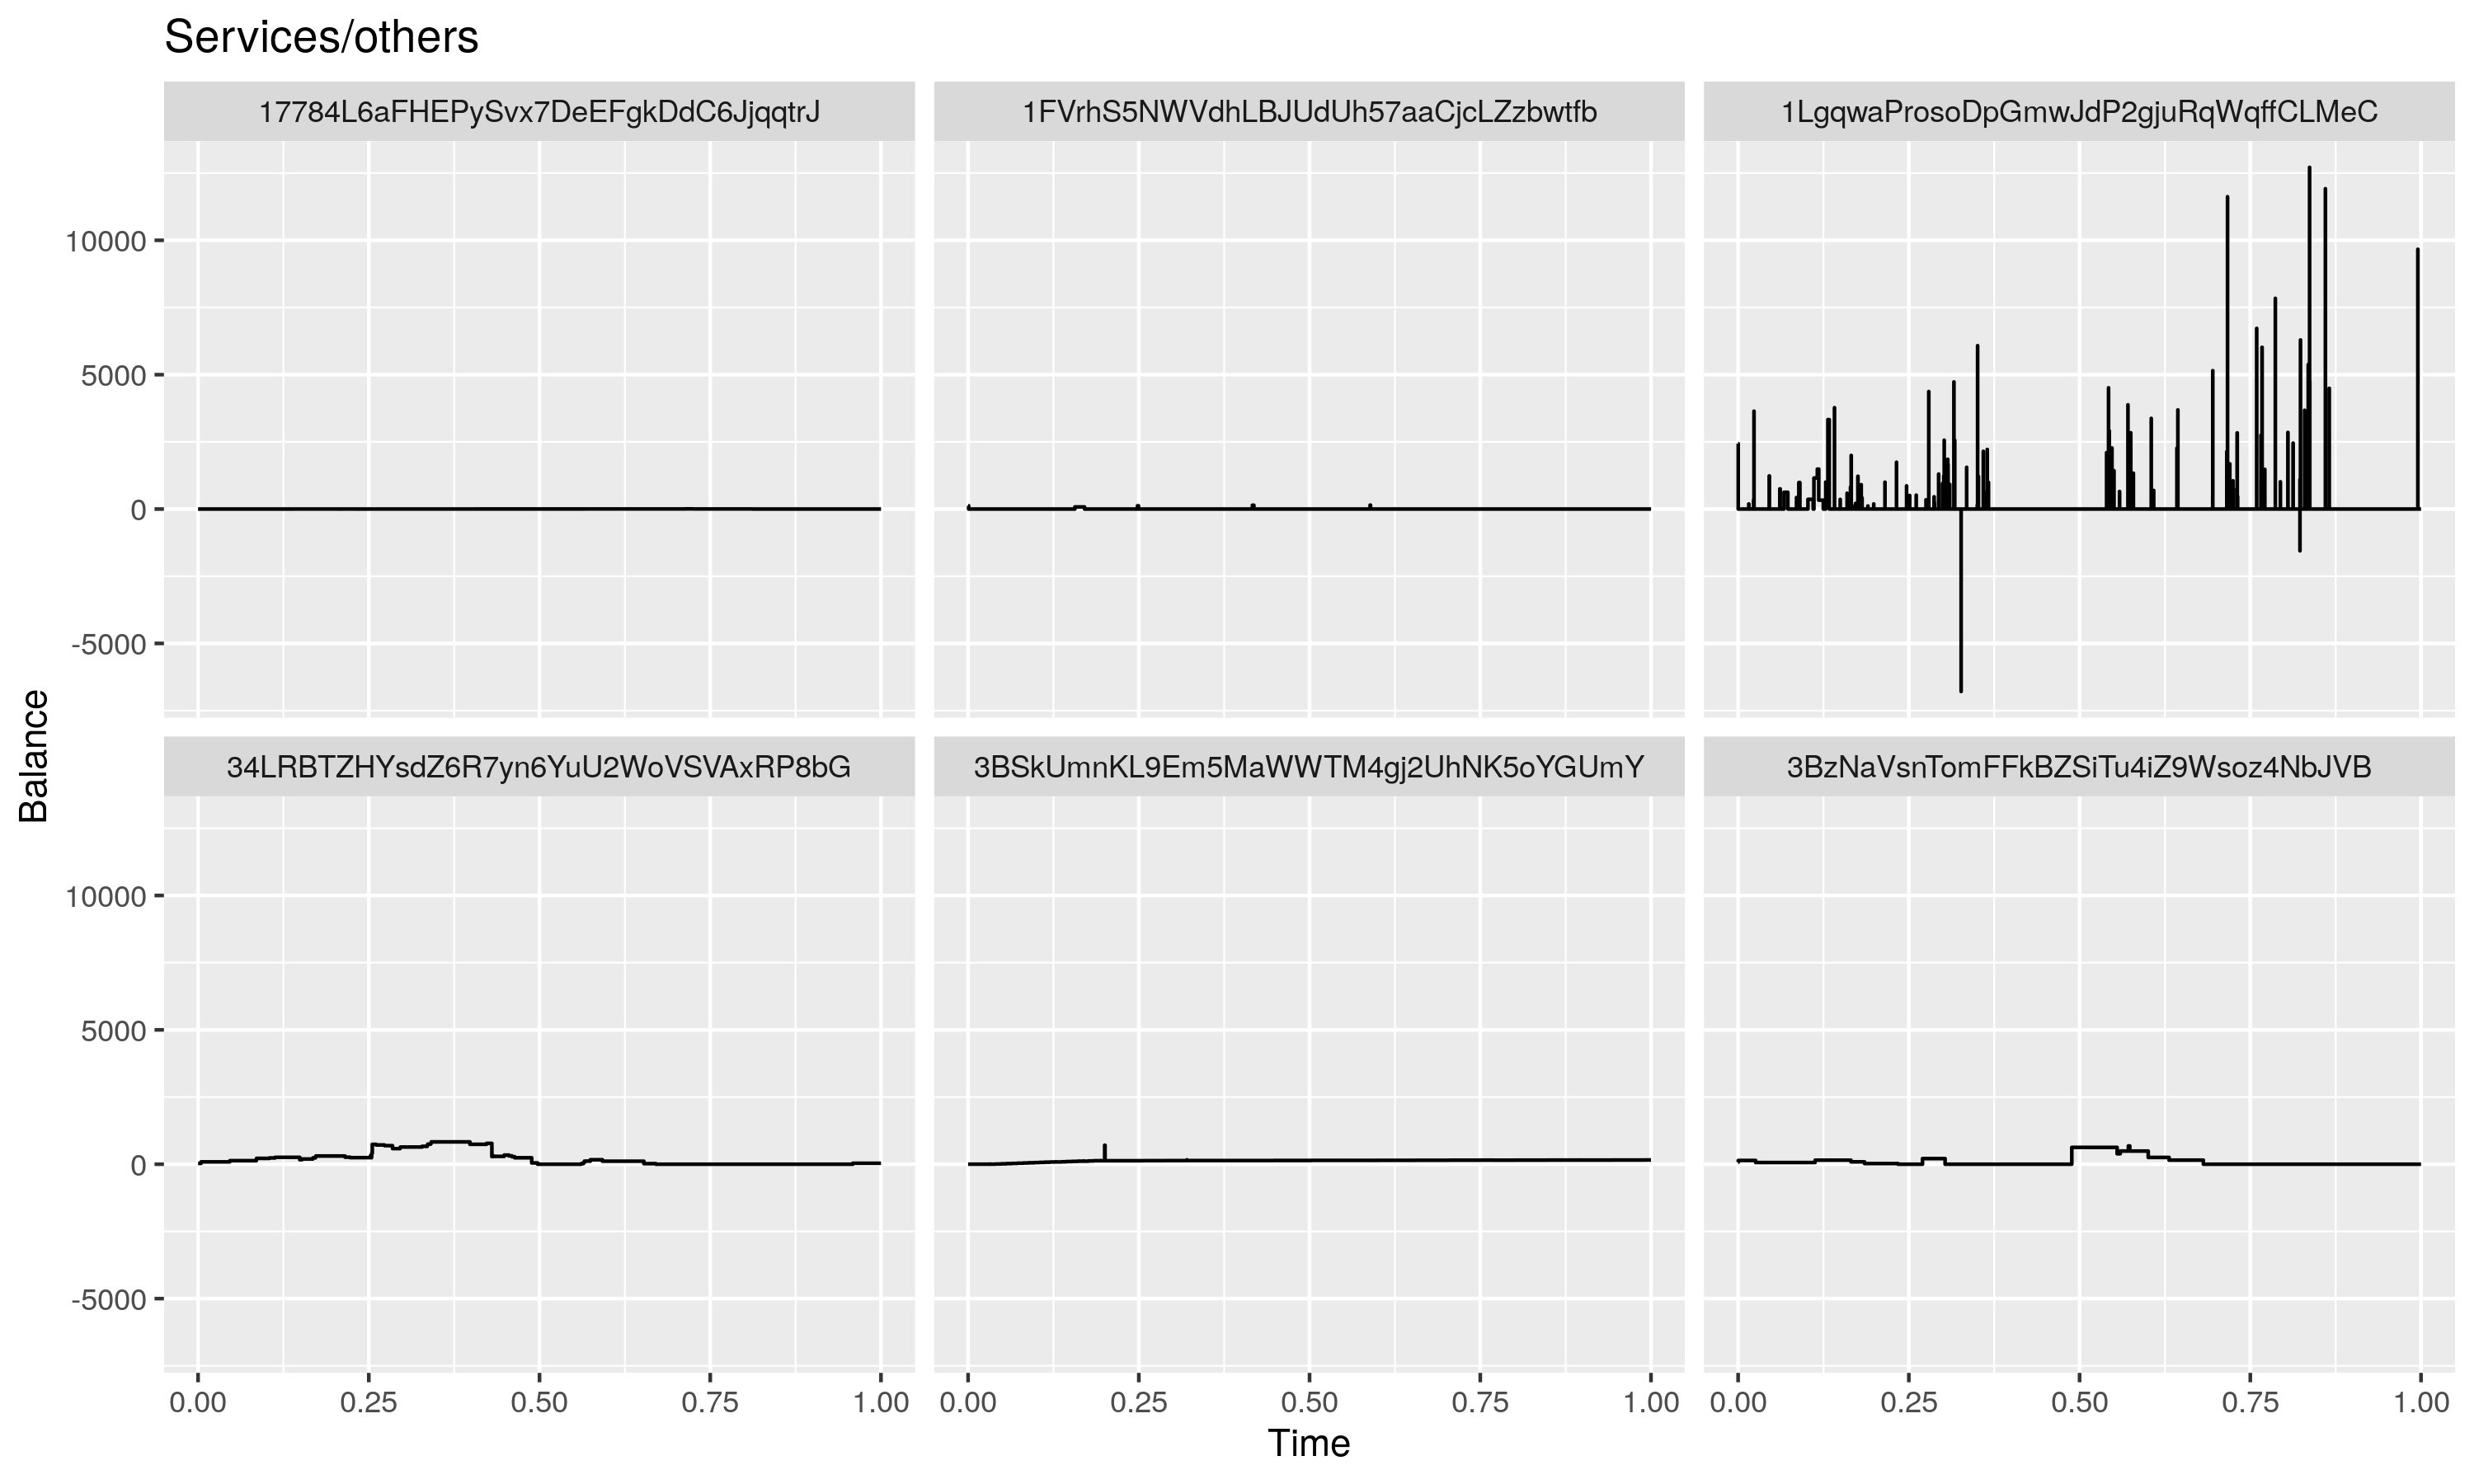 Services/others
17784L6aFHEPySvx7DeEFgkDdC6JjqqtrJ
1FVrhS5NWVdhLBJUdUh57aaCjcLZzbwtfb
1LgqwaProsoDpGmwJdP2gjuRqWqffCLMeC
10000
5000
0
-5000
Balance
34LRBTZHYsdZ6R7yn6YuU2WoVSVAxRP8bG
3BSkUmnKL9Em5MaWWTM4gj2UhNK5oYGUmY
3BzNaVsnTomFFkBZSiTu4iZ9Wsoz4NbJVB
10000
5000
0
-5000
0.00 0.25 0.50 0.75 1.00 0.00 0.25 0.50 0.75 1.00 0.00 0.25 0.50 0.75 1.00
Time